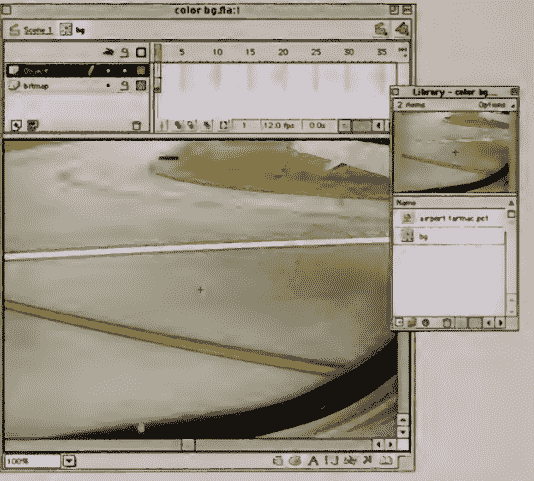 color bg.fla:1
Scene 1 bg
5 10 15 20 25 30 35
bitmap
1 12.0 fps 0.0s
100%
Library - color bg...
2 items Options
Name
airport tarmac.pct
bg